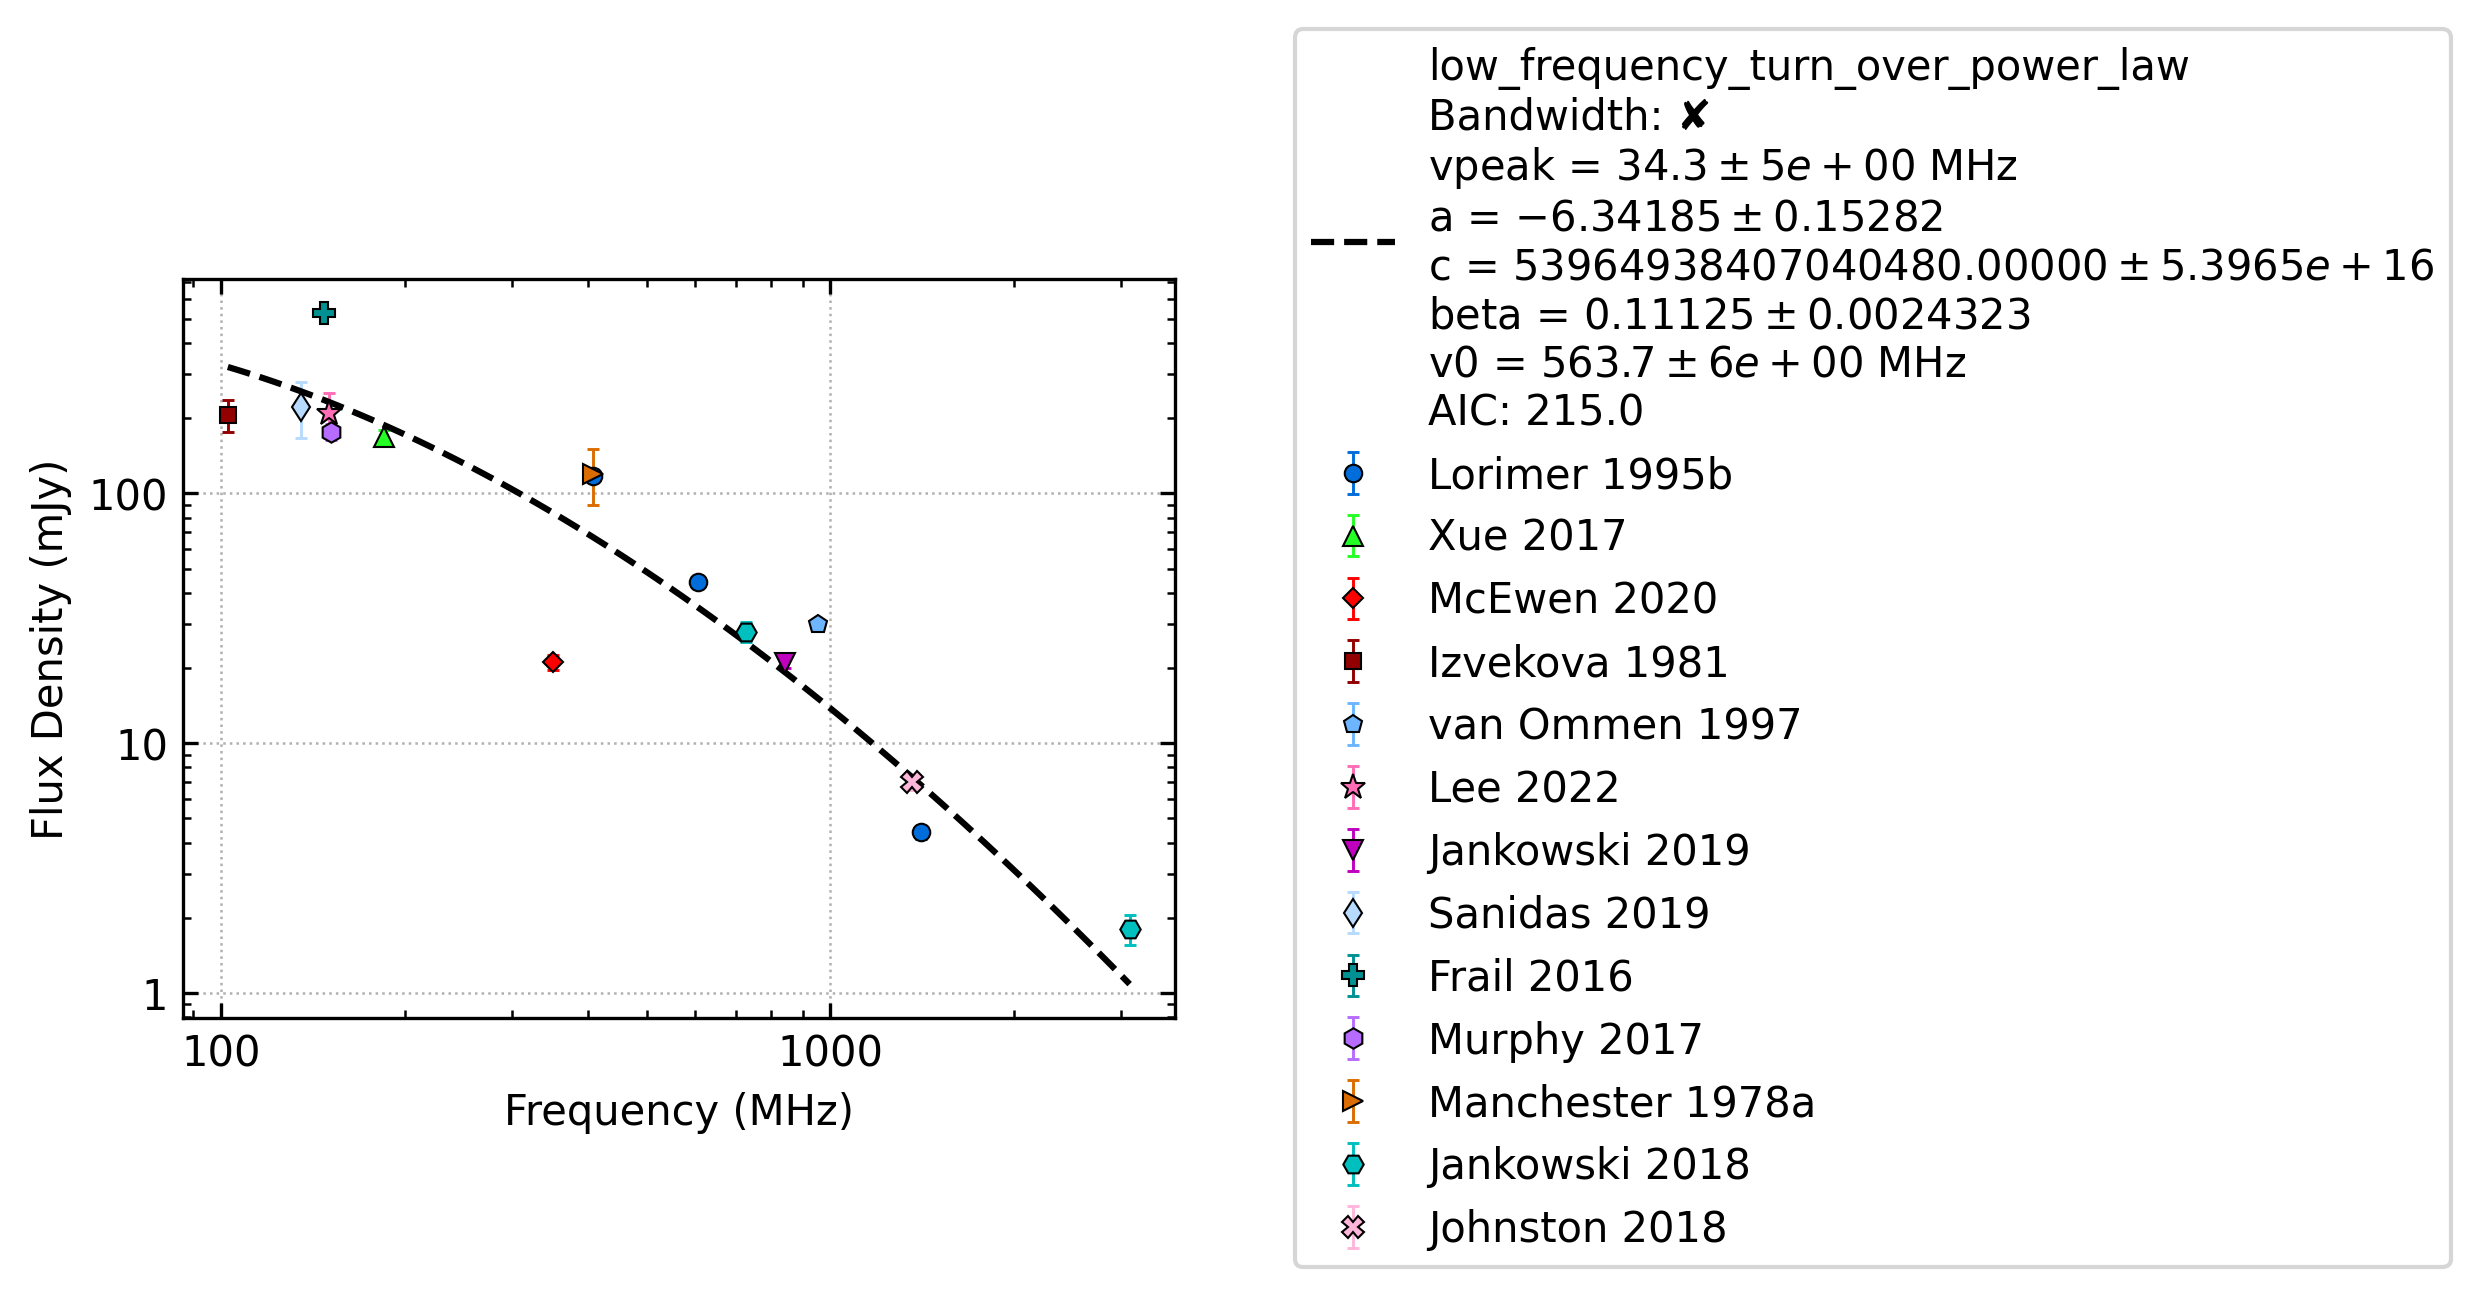 low_frequency_turn_over_power_law
Bandwidth: ✘
vpeak = 34.3 ± 5e + 00 MHz
a = −6.34185 ± 0.15282
c = 53964938407040480.00000 ± 5.3965e + 16
beta = 0.11125 ± 0.0024323
v0 = 563.7 ± 6e + 00 MHz
AIC: 215.0
Lorimer 1995b
Xue 2017
McEwen 2020
Izvekova 1981
van Ommen 1997
Lee 2022
Jankowski 2019
Sanidas 2019
Frail 2016
Murphy 2017
Manchester 1978a
Jankowski 2018
Johnston 2018
Flux Density (mJy)
100
10
1
100
1000
Frequency (MHz)